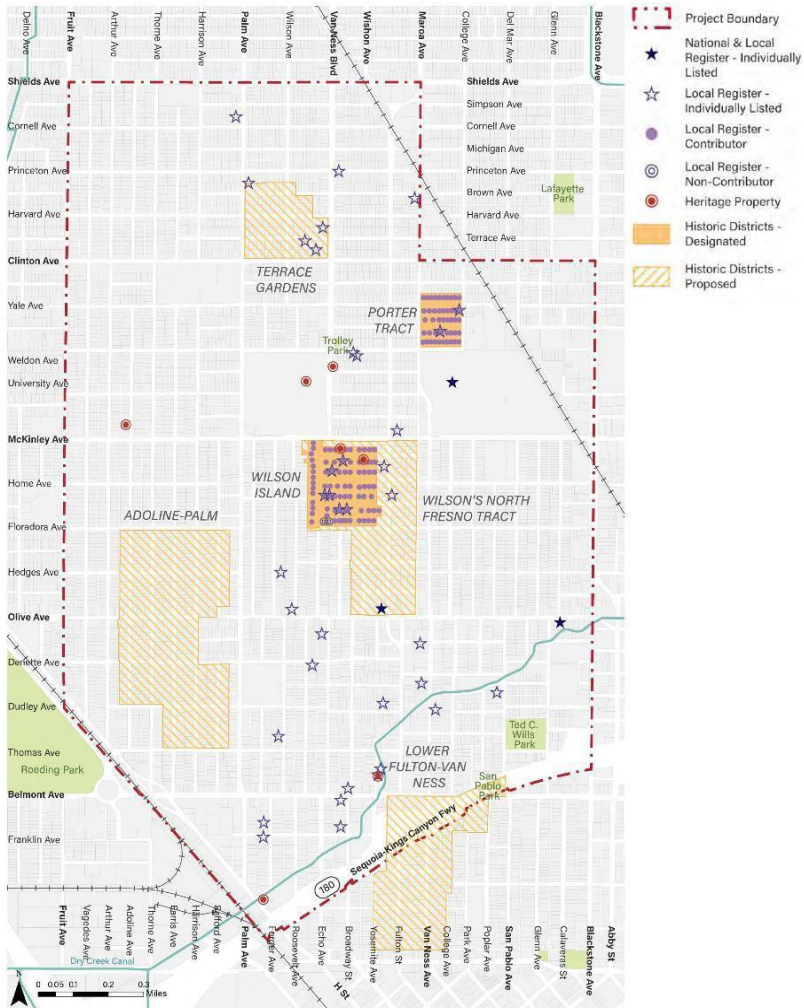 Delno Ave
Fruit Ave
Arthur Ave
Thorne Ave
Harrison Ave
Palm Ave
Wilson Ave
Van Ness Blvd
Wishon Ave
Maroa Ave
College Ave
Del Mar Ave
Glenn Ave
Blackstone Ave
Project Boundary
National & Local
Register - Individually
Listed
Local Register -
Individually Listed
Local Register -
Contributor
Local Register -
Non-Contributor
Heritage Property
Historic Districts -
Designated
Historic Districts -
Proposed
Shields Ave
Cornell Ave
Princeton Ave
Harvard Ave
Clinton Ave
Yale Ave
Weldon Ave
University Ave
McKinley Ave
Home Ave
Floradora Ave
Hedges Ave
Olive Ave
Dennette Ave
Dudley Ave
Thomas Ave
Roeding Park
Belmont Ave
Franklin Ave
Shields Ave
Simpson Ave
Cornell Ave
Michigan Ave
Princeton Ave
Brown Ave
Harvard Ave
Terrace Ave
Lafayette
Park
TERRACE
GARDENS
PORTER
TRACT
Trolley
Park
WILSON
ISLAND
WILSON'S NORTH
FRESNO TRACT
ADOLINE-PALM
Ted C.
Wills
Park
LOWER
FULTON-VAN
NESS
San
Pablo
Park
Sequoia-Kings Canyon Fwy
180
Fruit Ave
Vagedes Ave
Arthur Ave
Adoline Ave
Thorne Ave
Farris Ave
Harrison Ave
Safford Ave
Palm Ave
Ferger Ave
Roosevelt Ave
Echo Ave
Broadway St
Yosemite Ave
Fulton St
Van Ness Ave
College Ave
Park Ave
Poplar Ave
San Pablo Ave
Glenn Ave
Calaveras St
Blackstone Ave
Abby St
Dry Creek Canal
H St
N
0 0.05 0.1 0.2 0.3
Miles